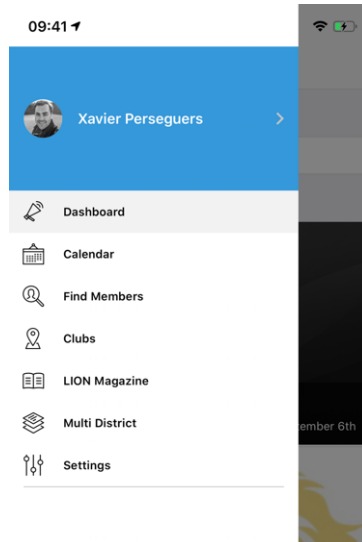 09:41
Xavier Perseguers
Dashboard
Calendar
Find Members
Clubs
LION Magazine
Multi District
ember 6th
Settings